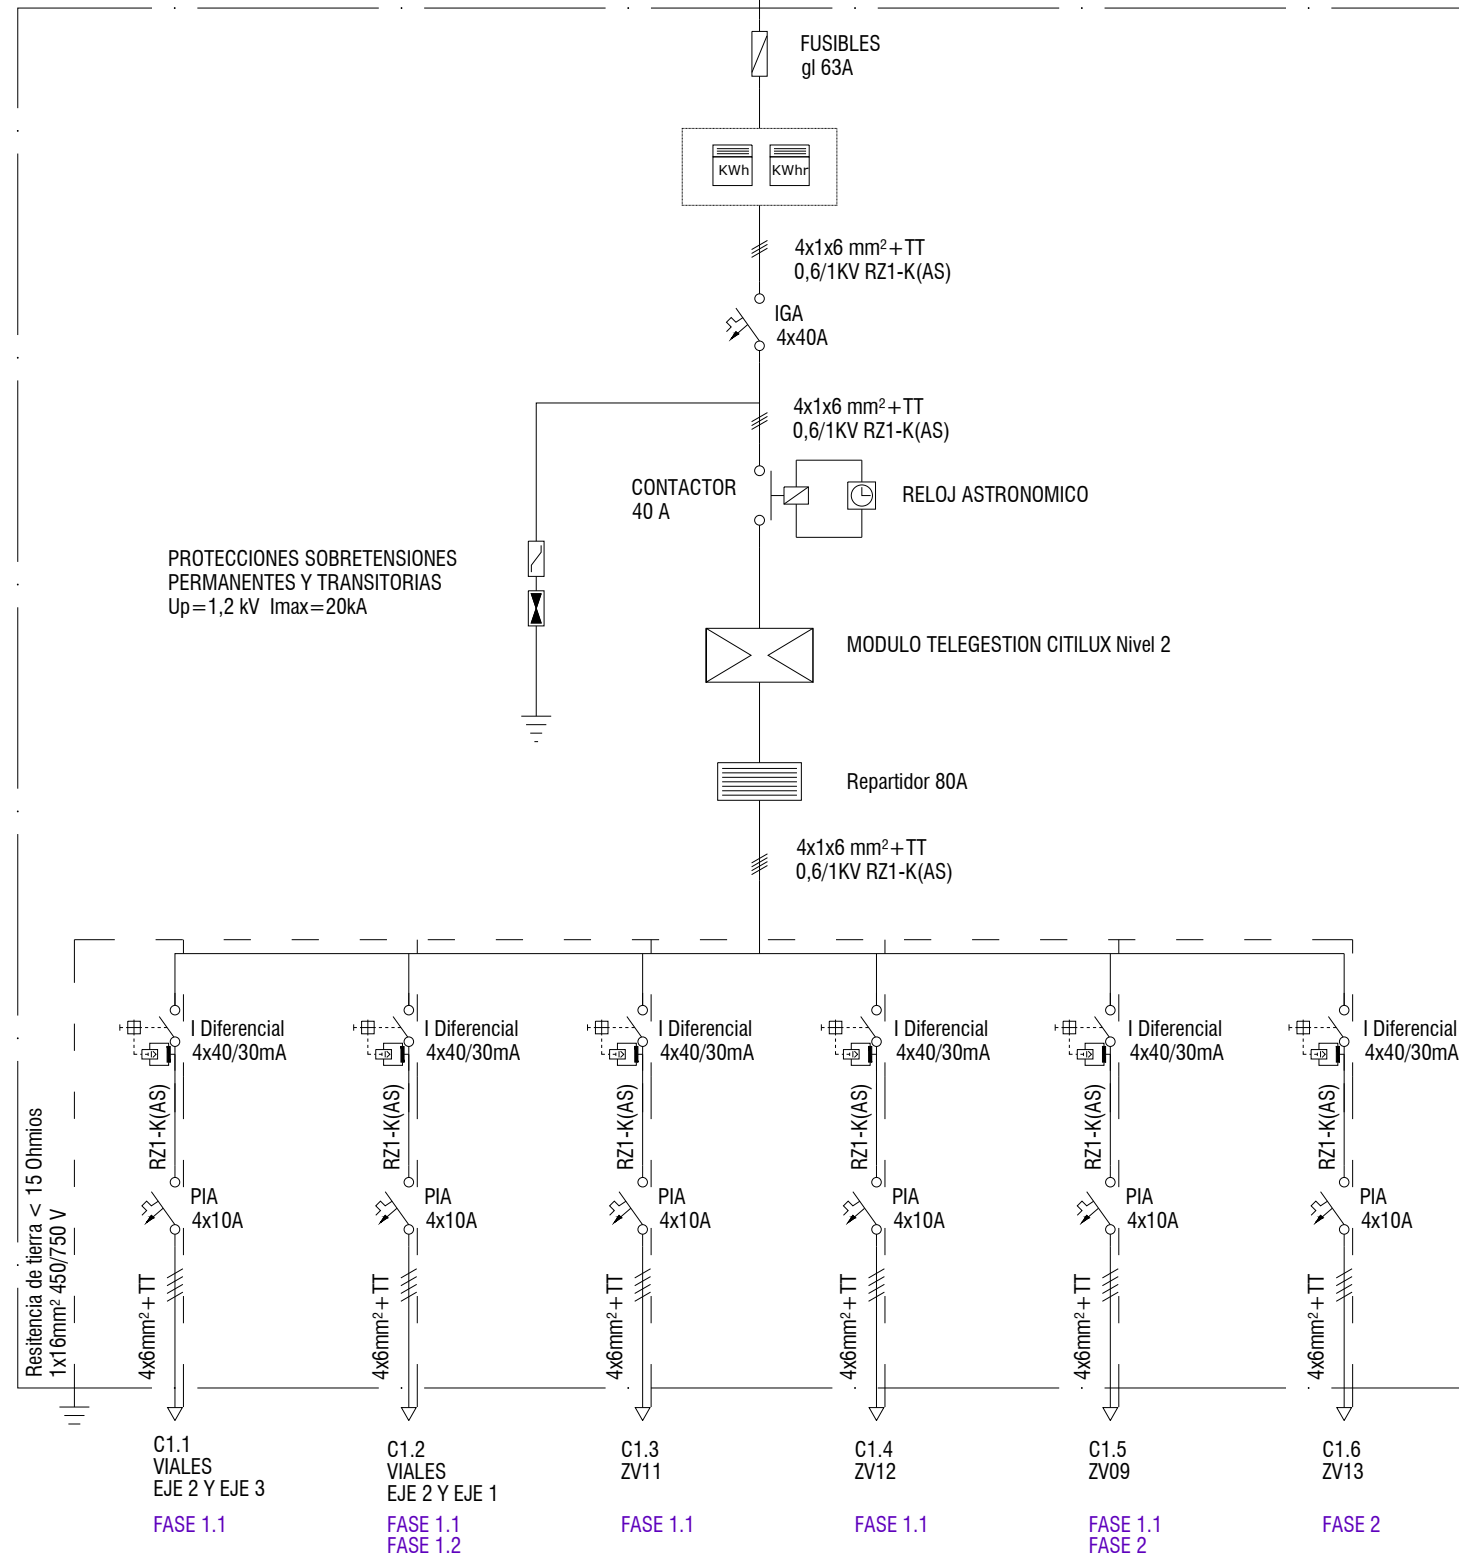 FUSIBLES
gl 63A
KWh
KWhr
4x1x6 mm²+TT
0,6/1KV RZ1-K(AS)
IGA
4x40A
4x1x6 mm²+TT
0,6/1KV RZ1-K(AS)
CONTACTOR
40 A
RELOJ ASTRONOMICO
PROTECCIONES SOBRETENSIONES
PERMANENTES Y TRANSITORIAS
Up=1,2 kV Imax=20kA
MODULO TELEGESTION CITILUX Nivel 2
Repartidor 80A
4x1x6 mm²+TT
0,6/1KV RZ1-K(AS)
Resitencia de tierra < 15 Ohmios
1x16mm² 450/750 V
I Diferencial
4x40/30mA
RZ1-K(AS)
PIA
4x10A
4x6mm²+TT
C1.1
VIALES
EJE 2 Y EJE 3
FASE 1.1
I Diferencial
4x40/30mA
RZ1-K(AS)
PIA
4x10A
4x6mm²+TT
C1.2
VIALES
EJE 2 Y EJE 1
FASE 1.1
FASE 1.2
I Diferencial
4x40/30mA
RZ1-K(AS)
PIA
4x10A
4x6mm²+TT
C1.3
ZV11
FASE 1.1
I Diferencial
4x40/30mA
RZ1-K(AS)
PIA
4x10A
4x6mm²+TT
C1.4
ZV12
FASE 1.1
I Diferencial
4x40/30mA
RZ1-K(AS)
PIA
4x10A
4x6mm²+TT
C1.5
ZV09
FASE 1.1
FASE 2
I Diferencial
4x40/30mA
RZ1-K(AS)
PIA
4x10A
4x6mm²+TT
C1.6
ZV13
FASE 2